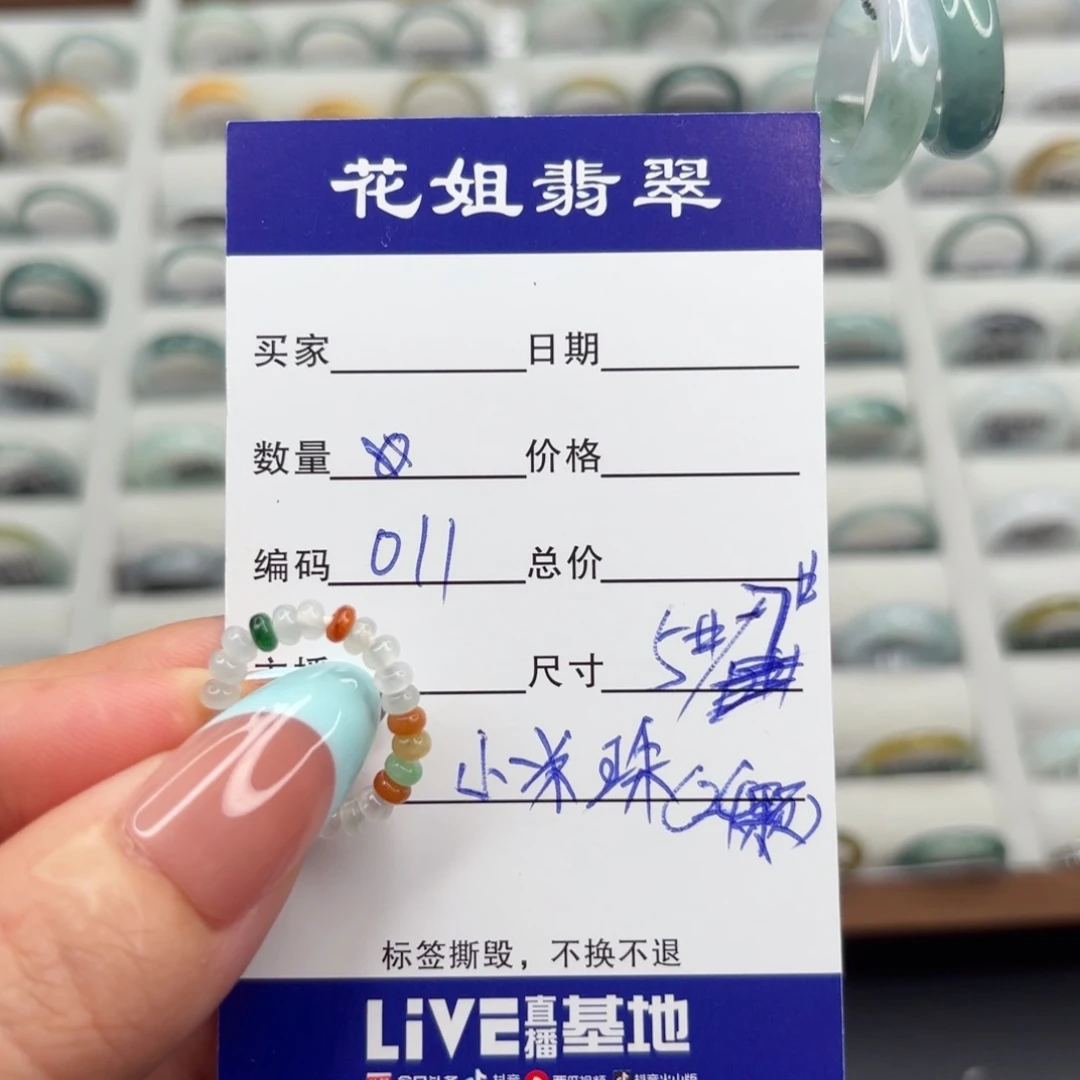 花姐翡翠
买家 日期
数量 价格
编码 011 总价
尺寸 5#/7#
小米珠
标签撕毁，不换不退
LiVE直播基地